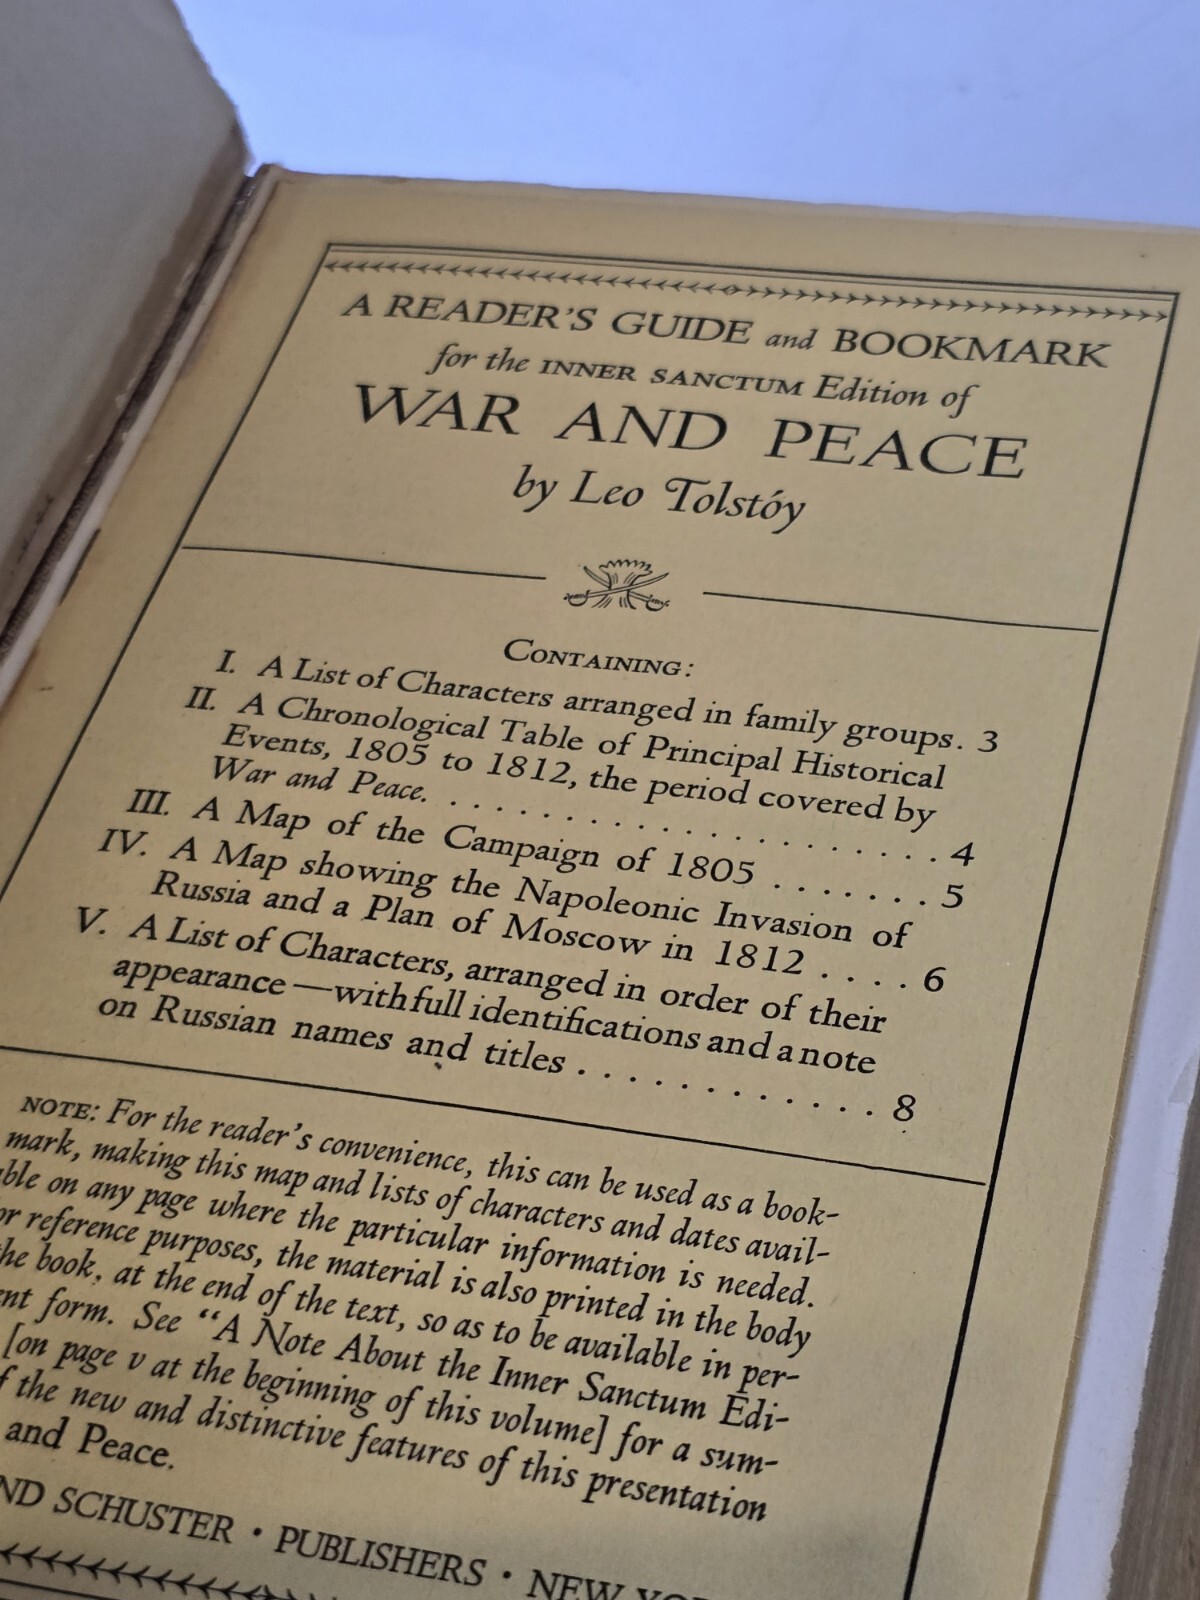 A READER'S GUIDE and BOOKMARK
for the INNER SANCTUM Edition of
WAR AND PEACE
by Leo Tolstóy
CONTAINING:
I. A List of Characters arranged in family groups. 3
II. A Chronological Table of Principal Historical
Events, 1805 to 1812, the period covered by
War and Peace. . . . . . . . . . . . . . . . . . . 4
III. A Map of the Campaign of 1805 . . . . . . . 5
IV. A Map showing the Napoleonic Invasion of
Russia and a Plan of Moscow in 1812 . . . . . 6
V. A List of Characters, arranged in order of their
appearance—with full identifications and a note
on Russian names and titles . . . . . . . . . . . . 8
NOTE: For the reader's convenience, this can be used as a book-
mark, making this map and lists of characters and dates avail-
able on any page where the particular information is needed.
or reference purposes, the material is also printed in the body
the book, at the end of the text, so as to be available in per-
ent form. See "A Note About the Inner Sanctum Edi-
[on page v at the beginning of this volume] for a sum-
f the new and distinctive features of this presentation
and Peace.
ND SCHUSTER · PUBLISHERS · NEW YO